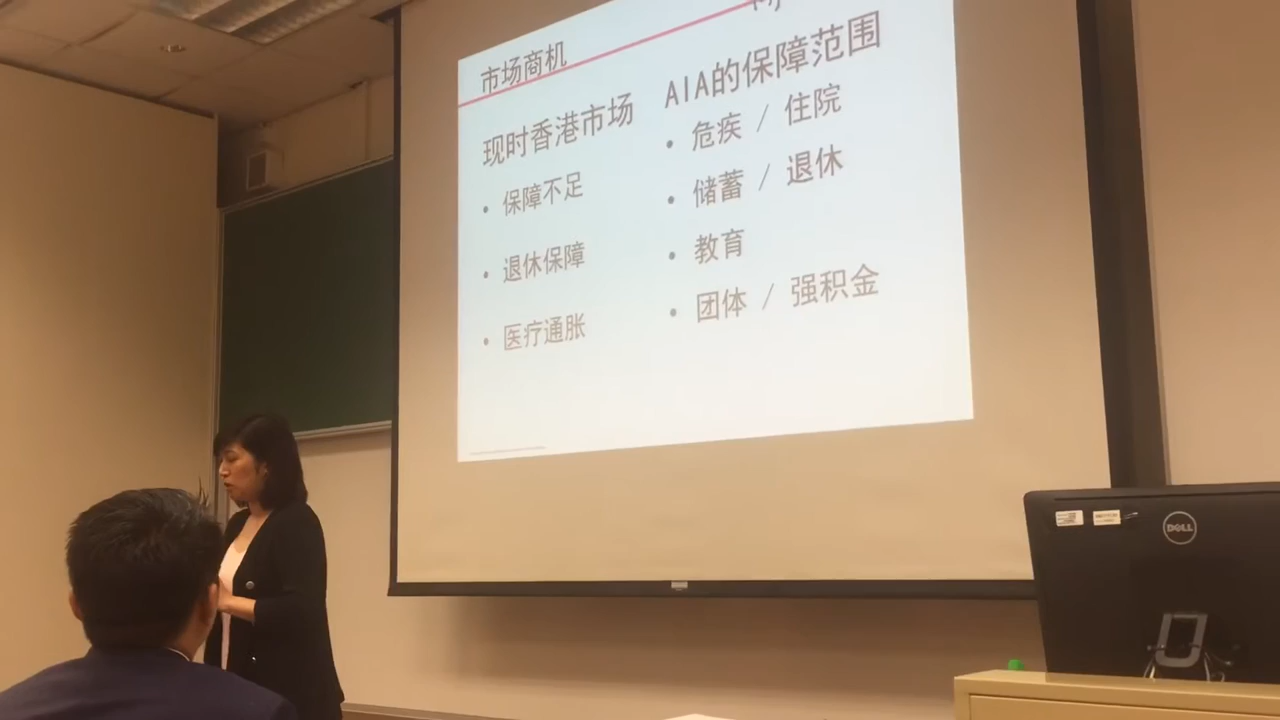 市场商机
现时香港市场
• 保障不足
• 退休保障
• 医疗通胀
AIA的保障范围
• 危疾 / 住院
• 储蓄 / 退休
• 教育
• 团体 / 强积金
DELL